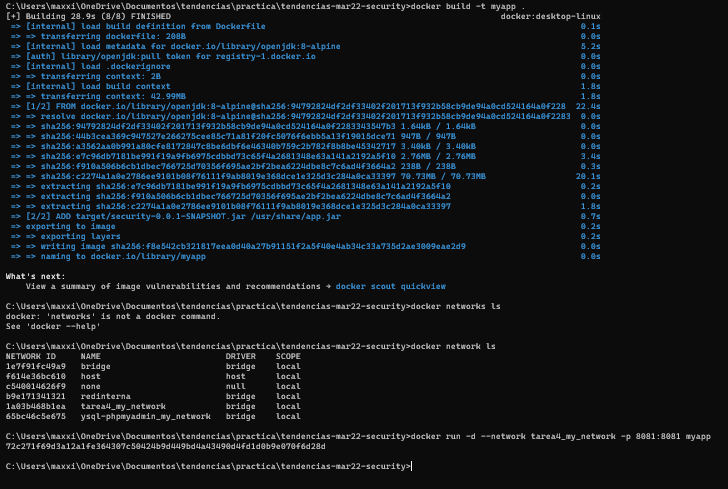 C:\Users\maxxi\OneDrive\Documentos\tendencias\practica\tendencias-mar22-security>docker build -t myapp .
[+] Building 28.9s (8/8) FINISHED docker:desktop-linux
=> [internal] load build definition from Dockerfile 0.1s
=> => transferring dockerfile: 208B 0.0s
=> [internal] load metadata for docker.io/library/openjdk:8-alpine 5.2s
=> [auth] library/openjdk:pull token for registry-1.docker.io 0.0s
=> [internal] load .dockerignore 0.0s
=> => transferring context: 2B 0.0s
=> [internal] load build context 1.8s
=> => transferring context: 42.99MB 1.8s
=> [1/2] FROM docker.io/library/openjdk:8-alpine@sha256:94792824df2df33402f201713f932b58cb9de94a0cd524164a0f228 22.4s
=> => resolve docker.io/library/openjdk:8-alpine@sha256:94792824df2df33402f201713f932b58cb9de94a0cd524164a0f2283 0.0s
=> => sha256:94792824df2df33402f201713f932b58cb9de94a0cd524164a0f2283343547b3 1.64kB / 1.64kB 0.0s
=> => sha256:44b3cea369c947527e266275cee85c71a81f20fc5076f6ebb5a13f19015dce71 947B / 947B 0.0s
=> => sha256:a3562aa0b991a80cfe8172847c8be6dbf6e46340b759c2b782f8b8be45342717 3.40kB / 3.40kB 0.0s
=> => sha256:e7c96db7181be991f19a9fb6975cdbbd73c65f4a2681348e63a141a2192a5f10 2.76MB / 2.76MB 3.4s
=> => sha256:f910a506b6cb1dbec766725d70356f695ae2bf2bea6224dbe8c7c6ad4f3664a2 238B / 238B 0.3s
=> => sha256:c2274a1a0e2786ee9101b08f76111f9ab8019e368dce1e325d3c284a0ca33397 70.73MB / 70.73MB 20.1s
=> => extracting sha256:e7c96db7181be991f19a9fb6975cdbbd73c65f4a2681348e63a141a2192a5f10 0.2s
=> => extracting sha256:f910a506b6cb1dbec766725d70356f695ae2bf2bea6224dbe8c7c6ad4f3664a2 0.0s
=> => extracting sha256:c2274a1a0e2786ee9101b08f76111f9ab8019e368dce1e325d3c284a0ca33397 1.8s
=> [2/2] ADD target/security-0.0.1-SNAPSHOT.jar /usr/share/app.jar 0.7s
=> exporting to image 0.2s
=> => exporting layers 0.2s
=> => writing image sha256:f8e542cb321817eea0d40a27b91151f2a5f40e4ab34c33a735d2ae3009eae2d9 0.0s
=> => naming to docker.io/library/myapp 0.0s
What's next:
View a summary of image vulnerabilities and recommendations → docker scout quickview
C:\Users\maxxi\OneDrive\Documentos\tendencias\practica\tendencias-mar22-security>docker networks ls
docker: 'networks' is not a docker command.
See 'docker --help'
C:\Users\maxxi\OneDrive\Documentos\tendencias\practica\tendencias-mar22-security>docker network ls
NETWORK ID NAME DRIVER SCOPE
1e7f91fc49a9 bridge bridge local
f614e36bc610 host host local
c540014626f9 none null local
b9e171341321 redinterna bridge local
1a03b468b1ea tarea4_my_network bridge local
65bc46c5e675 ysql-phpmyadmin_my_network bridge local
C:\Users\maxxi\OneDrive\Documentos\tendencias\practica\tendencias-mar22-security>docker run -d --network tarea4_my_network -p 8081:8081 myapp
72c271f69d3a12a1fe364307c50424b9d449bd4a43490d4fd1d0b9e070f6d28d
C:\Users\maxxi\OneDrive\Documentos\tendencias\practica\tendencias-mar22-security>